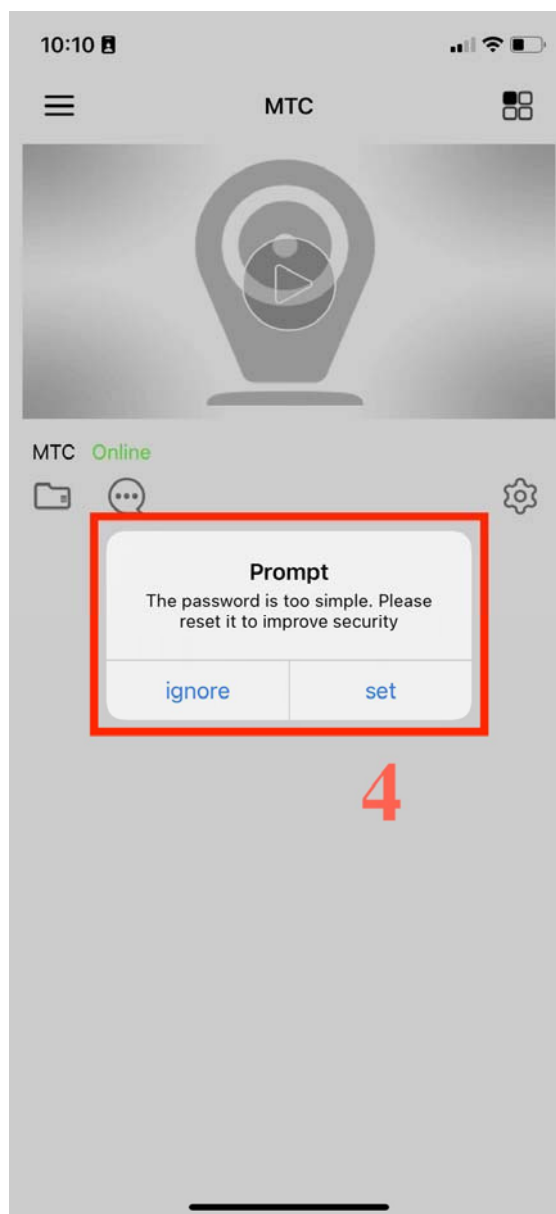 10:10
MTC
MTC Online
Prompt
The password is too simple. Please
reset it to improve security
ignore set
4